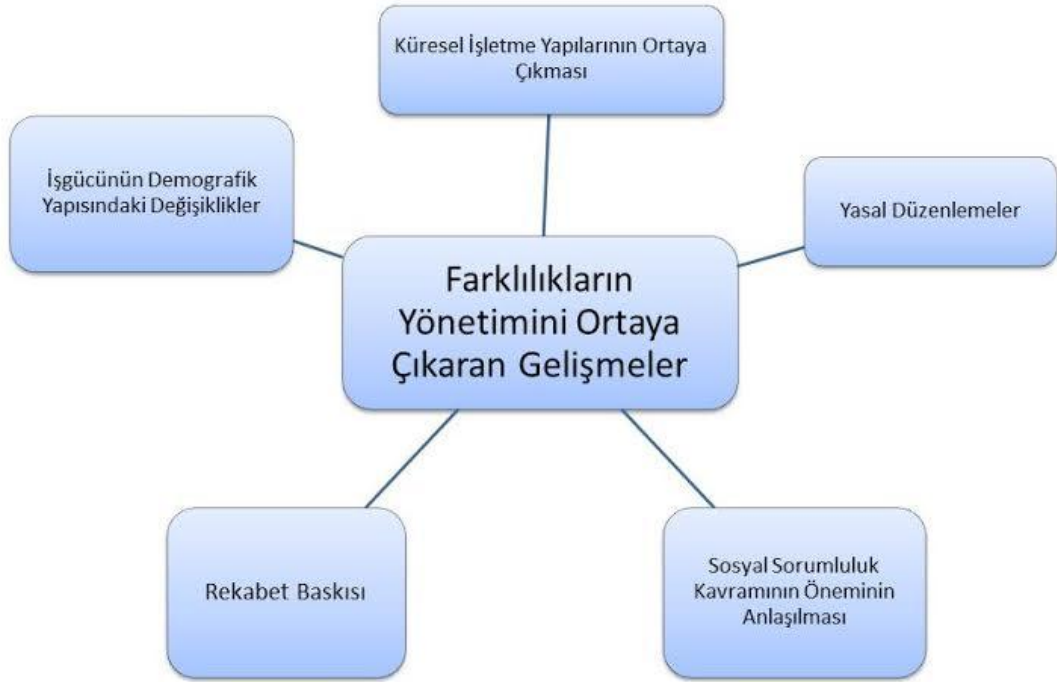 Küresel İşletme Yapılarının Ortaya
Çıkması
İşgücünün Demografik
Yapısındaki Değişiklikler
Yasal Düzenlemeler
Farklılıkların
Yönetimini Ortaya
Çıkaran Gelişmeler
Rekabet Baskısı
Sosyal Sorumluluk
Kavramının Öneminin
Anlaşılması